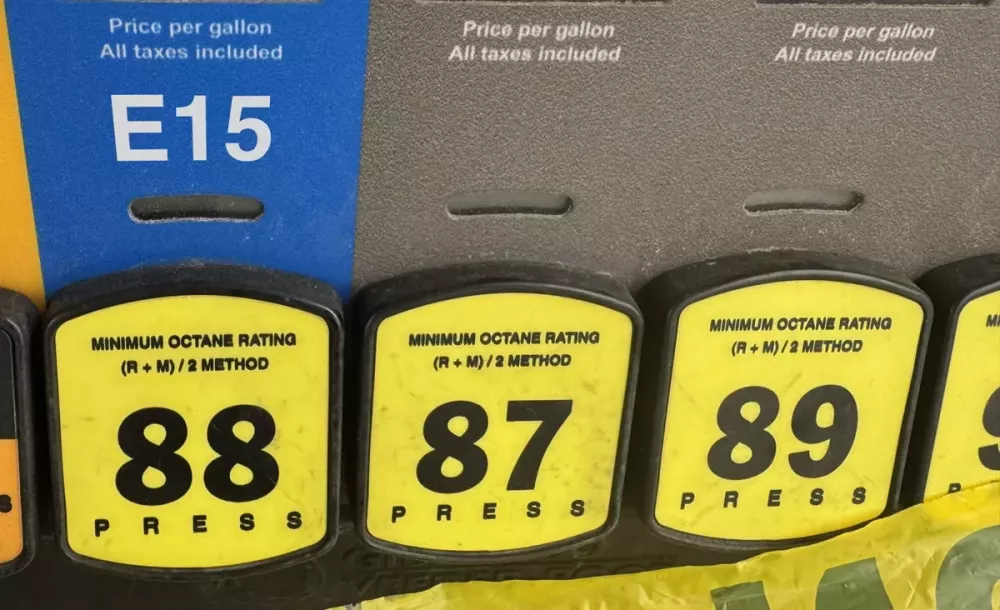 Price per gallon
All taxes included
E15
MINIMUM OCTANE RATING
(R + M) / 2 METHOD
88
PRESS
Price per gallon
All taxes included
MINIMUM OCTANE RATING
(R + M) / 2 METHOD
87
PRESS
Price per gallon
All taxes included
MINIMUM OCTANE RATING
(R + M) / 2 METHOD
89
PRESS